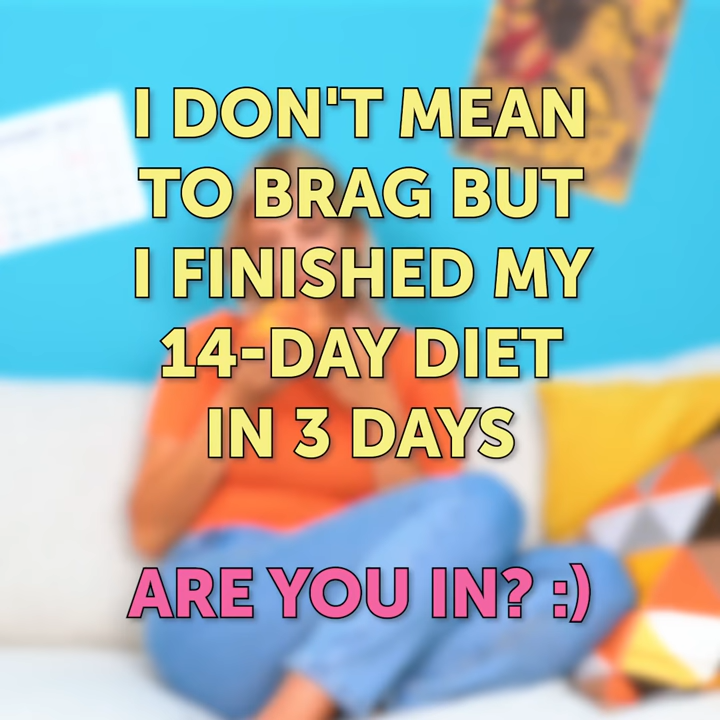 I DON'T MEAN
TO BRAG BUT
I FINISHED MY
14-DAY DIET
IN 3 DAYS
ARE YOU IN? :)